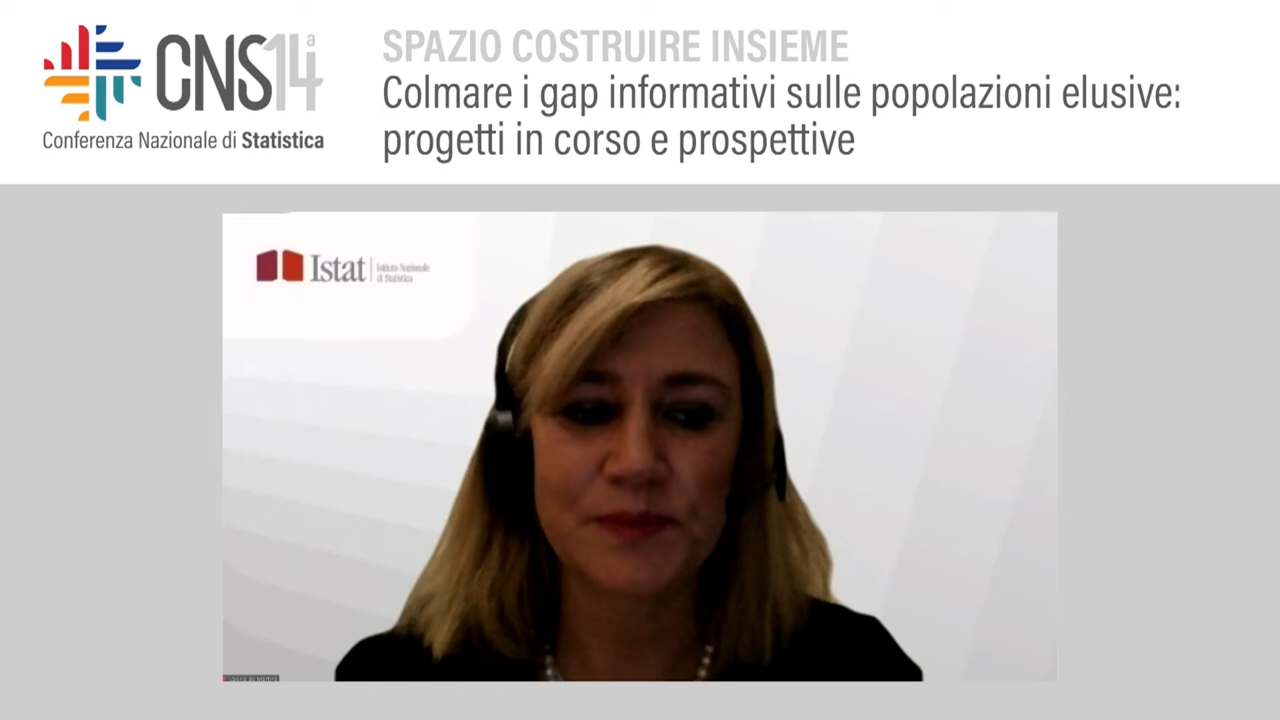 CNS14ª
Conferenza Nazionale di Statistica
SPAZIO COSTRUIRE INSIEME
Colmare i gap informativi sulle popolazioni elusive:
progetti in corso e prospettive
Istat
Istituto Nazionale
di Statistica